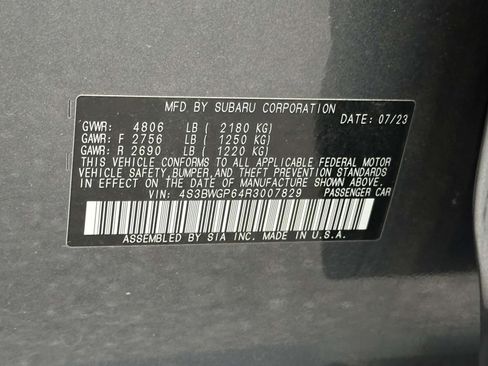 MFD BY SUBARU CORPORATION
DATE: 07/23
GVWR: 4806 LB ( 2180 KG)
GAWR: F 2756 LB ( 1250 KG)
GAWR: R 2690 LB ( 1220 KG)
THIS VEHICLE CONFORMS TO ALL APPLICABLE FEDERAL MOTOR
VEHICLE SAFETY, BUMPER, AND THEFT PREVENTION STANDARDS
IN EFFECT ON THE DATE OF MANUFACTURE SHOWN ABOVE.
VIN: 4S3BWGP64R3007829 PASSENGER CAR
ASSEMBLED BY SIA INC. MADE IN U.S.A.